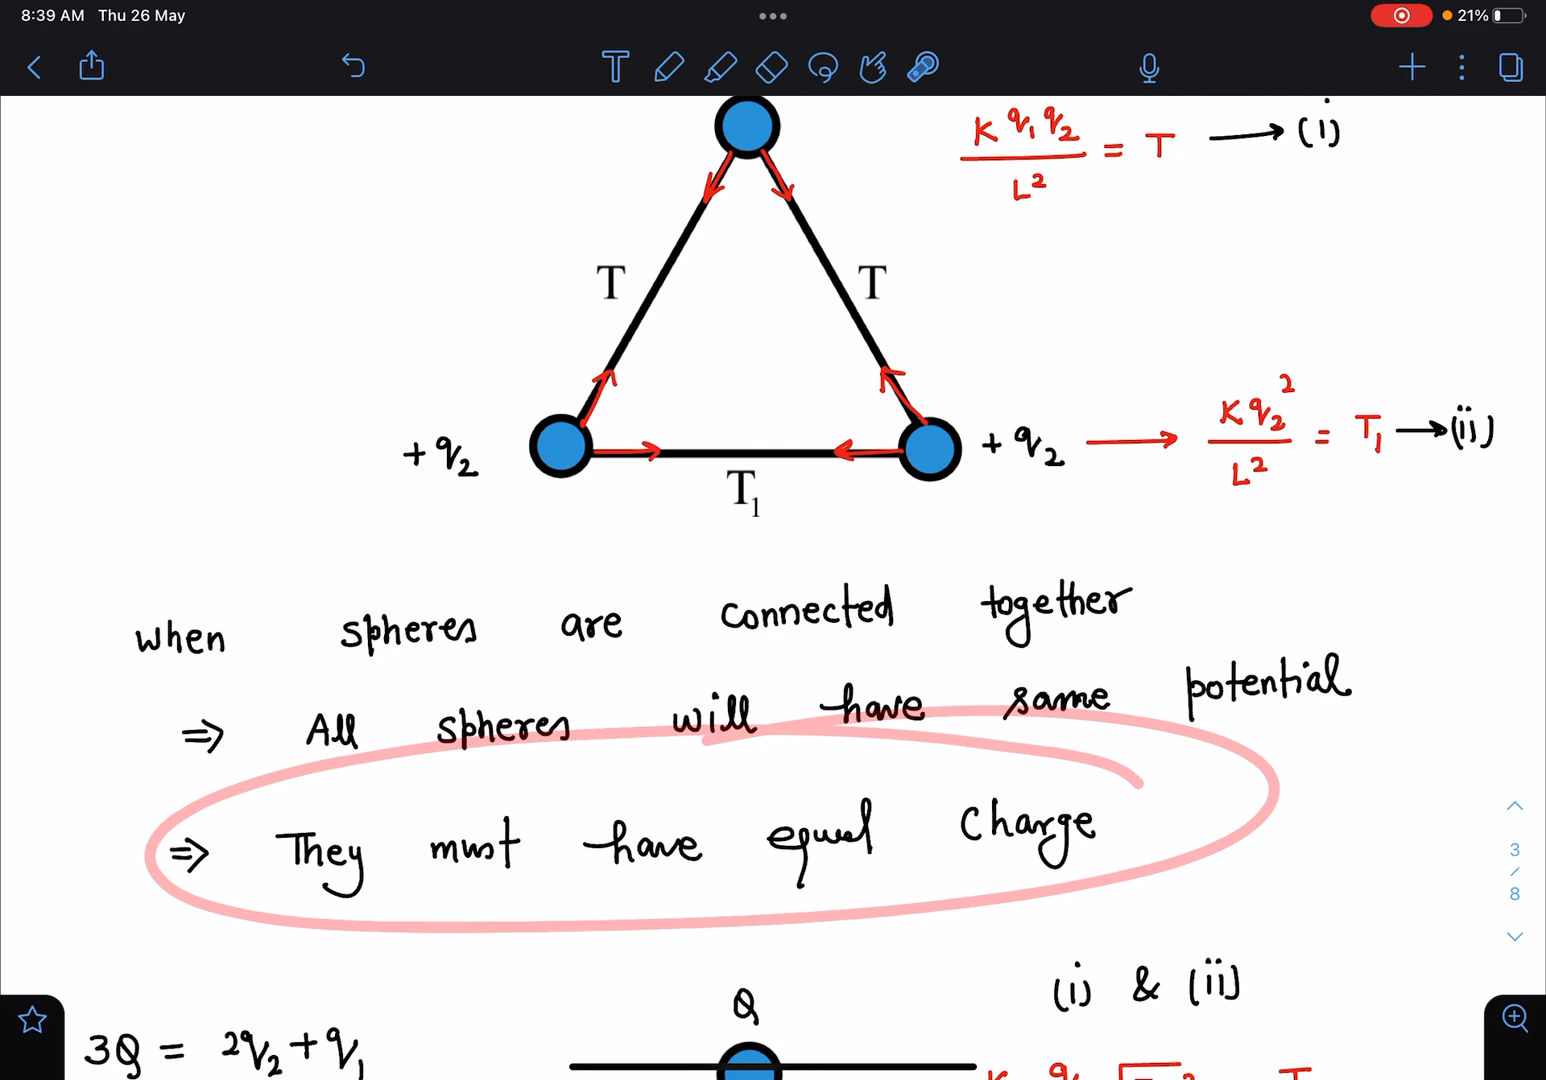 8:39 AM Thu 26 May
21%
K q₁ q₂ / L² = T → (i)
T T
+ q₂ + q₂ → K q₂² / L² = T₁ → (ii)
T₁
when spheres are connected together
⇒ All spheres will have same potential
⇒ They must have equal charge
3 / 8
(i) & (ii)
Q
3Q = 2q₂ + q₁